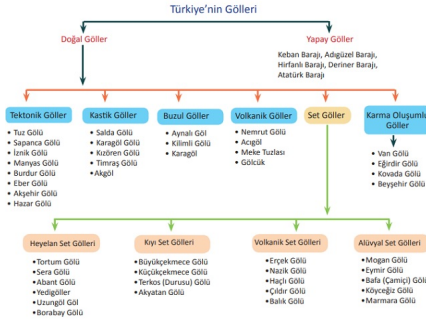 Türkiye'nin Gölleri
Doğal Göller
Yapay Göller
Keban Barajı, Adıgüzel Barajı,
Hirfanlı Barajı, Deriner Barajı,
Atatürk Barajı
Tektonik Göller
• Tuz Gölü
• Sapanca Gölü
• İznik Gölü
• Manyas Gölü
• Burdur Gölü
• Eber Gölü
• Akşehir Gölü
• Hazar Gölü
Kastik Göller
• Salda Gölü
• Karagöl Gölü
• Kızören Gölü
• Timraş Gölü
• Akgöl
Buzul Göller
• Aynalı Göl
• Kilimli Gölü
• Karagöl
Volkanik Göller
• Nemrut Gölü
• Acıgöl
• Meke Tuzlası
• Gölcük
Set Göller
Karma Oluşumlu
Göller
• Van Gölü
• Eğirdir Gölü
• Kovada Gölü
• Beyşehir Gölü
Heyelan Set Gölleri
• Tortum Gölü
• Sera Gölü
• Abant Gölü
• Yedigöller
• Uzungöl Göl
• Borabay Gölü
Kıyı Set Gölleri
• Büyükçekmece Gölü
• Küçükçekmece Gölü
• Terkos (Durusu) Gölü
• Akyatan Gölü
Volkanik Set Gölleri
• Erçek Gölü
• Nazik Gölü
• Haçlı Gölü
• Çıldır Gölü
• Balık Gölü
Alüvyal Set Gölleri
• Mogan Gölü
• Eymir Gölü
• Bafa (Çamiçi) Gölü
• Köyceğiz Gölü
• Marmara Gölü